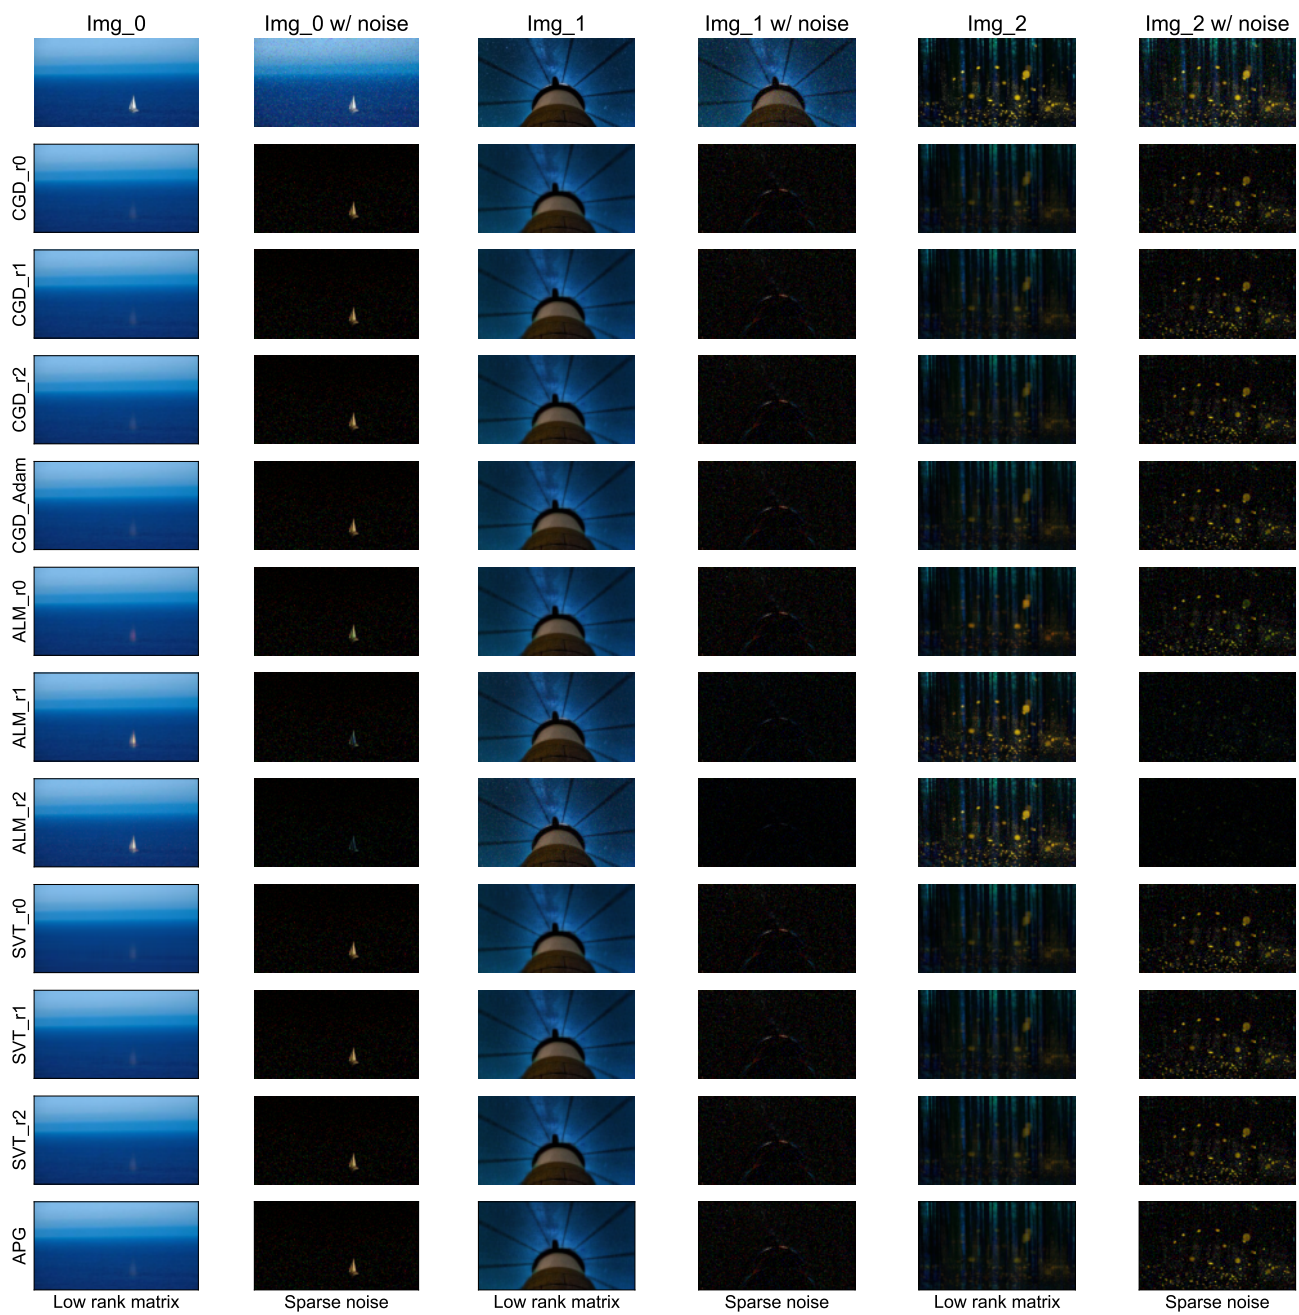 Img_0 Img_0 w/ noise Img_1 Img_1 w/ noise Img_2 Img_2 w/ noise
CGD_r0
CGD_r1
CGD_r2
CGD_Adam
ALM_r0
ALM_r1
ALM_r2
SVT_r0
SVT_r1
SVT_r2
APG
Low rank matrix Sparse noise Low rank matrix Sparse noise Low rank matrix Sparse noise